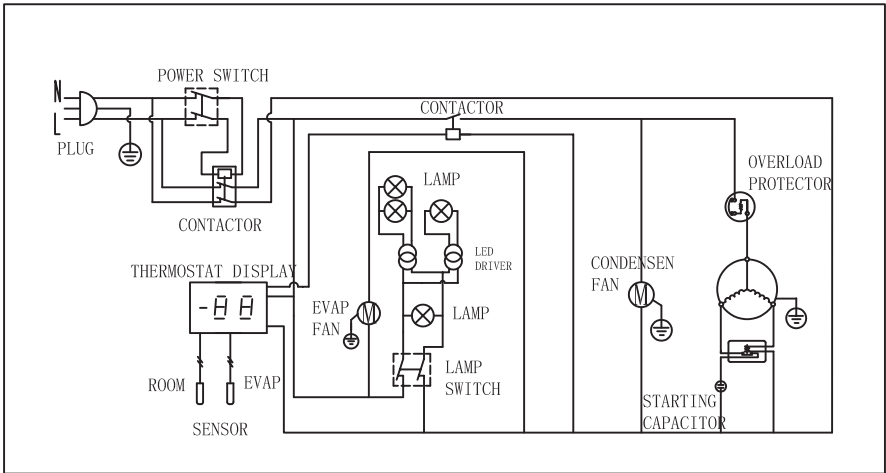 POWER SWITCH
N
L
PLUG
CONTACTOR
CONTACTOR
OVERLOAD
PROTECTOR
LAMP
LED
DRIVER
THERMOSTAT DISPLAY
-88
EVAP
FAN
M
LAMP
CONDENSEN
FAN
M
ROOM
EVAP
SENSOR
LAMP
SWITCH
STARTING
CAPACITOR